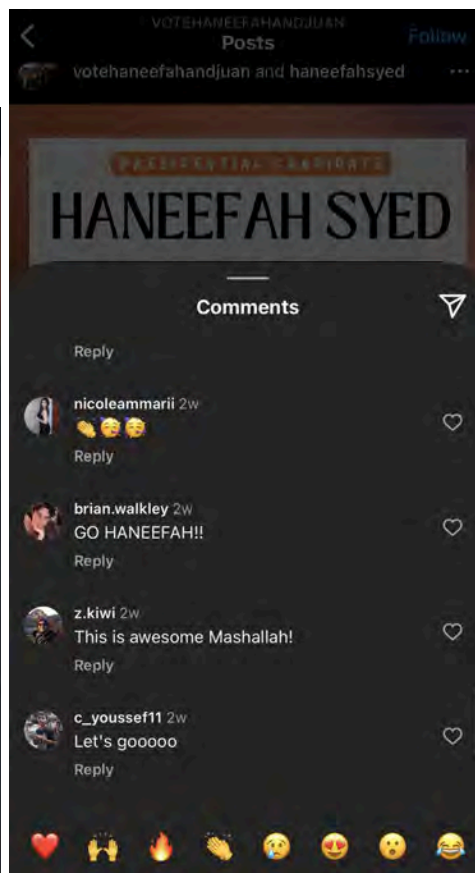 VOTEHANEEFAHANDJUAN
Posts
Follow
votehaneefahandjuan and haneefahsyed
PRESIDENTIAL CANDIDATE
HANEEFAH SYED
Comments
Reply
nicoleammarii 2w
👏🥳🥳
Reply
brian.walkley 2w
GO HANEEFAH!!
Reply
z.kiwi 2w
This is awesome Mashallah!
Reply
c_youssef11 2w
Let's gooooo
Reply